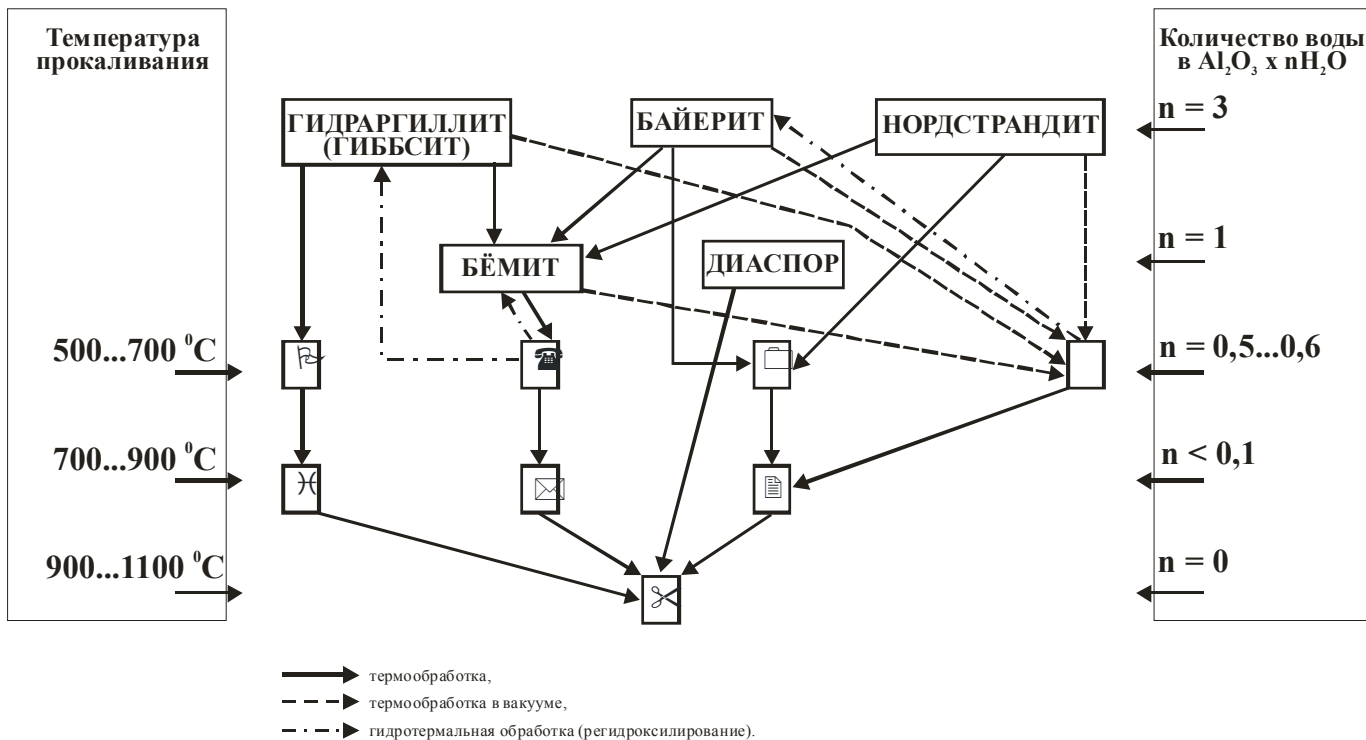 Температура
прокаливания
Количество воды
в Al₂O₃ x nH₂O
n = 3
ГИДРАРГИЛЛИТ
(ГИББСИТ)
БАЙЕРИТ
НОРДСТРАНДИТ
n = 1
БЁМИТ
ДИАСПОР
500...700 ⁰C
n = 0,5...0,6
700...900 ⁰C
n < 0,1
900...1100 ⁰C
n = 0
термообработка,
термообработка в вакууме,
гидротермальная обработка (регидроксилирование).